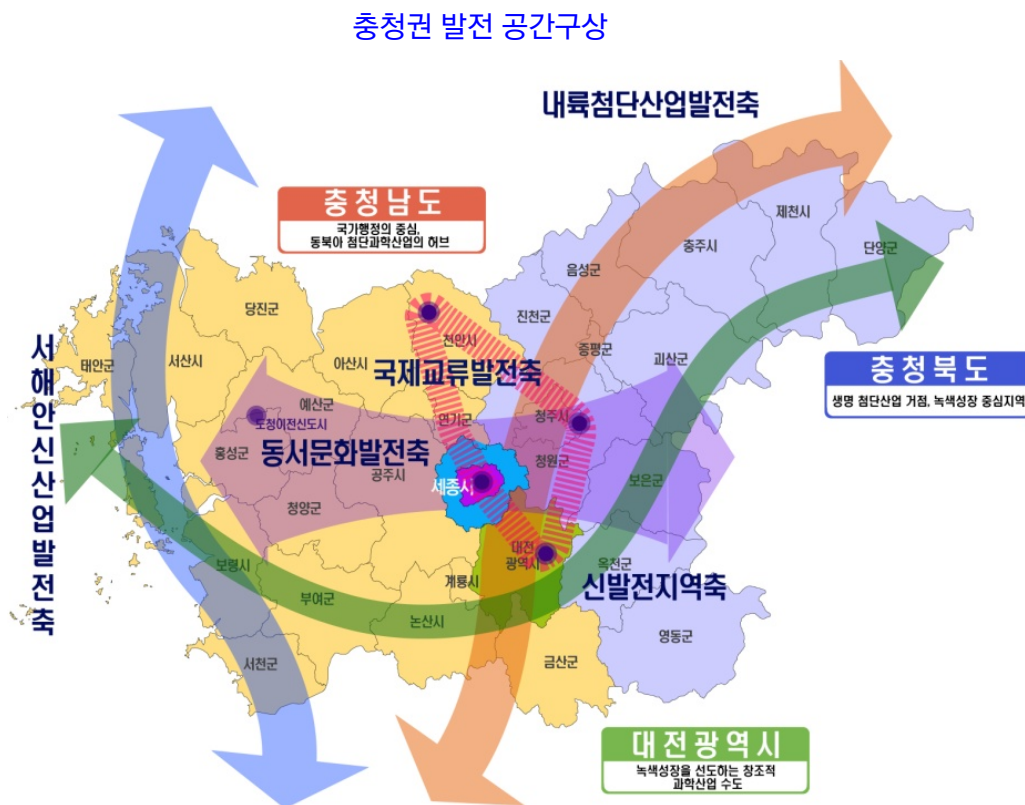 충청권 발전 공간구상
내륙첨단산업발전축
충청남도
국가행정의 중심,
동북아 첨단과학산업의 허브
제천시
단양군
충주시
음성군
진천군
증평군
괴산군
당진군
서산시
태안군
아산시
천안시
국제교류발전축
충청북도
생명 첨단산업 거점, 녹색성장 중심지역
서해안신산업발전축
예산군
도청이전신도시
연기군
청주시
홍성군
동서문화발전축
공주시
청원군
세종시
보은군
청양군
대전
광역시
옥천군
보령시
계룡시
신발전지역축
부여군
논산시
영동군
서천군
금산군
대전광역시
녹색성장을 선도하는 창조적
과학산업 수도